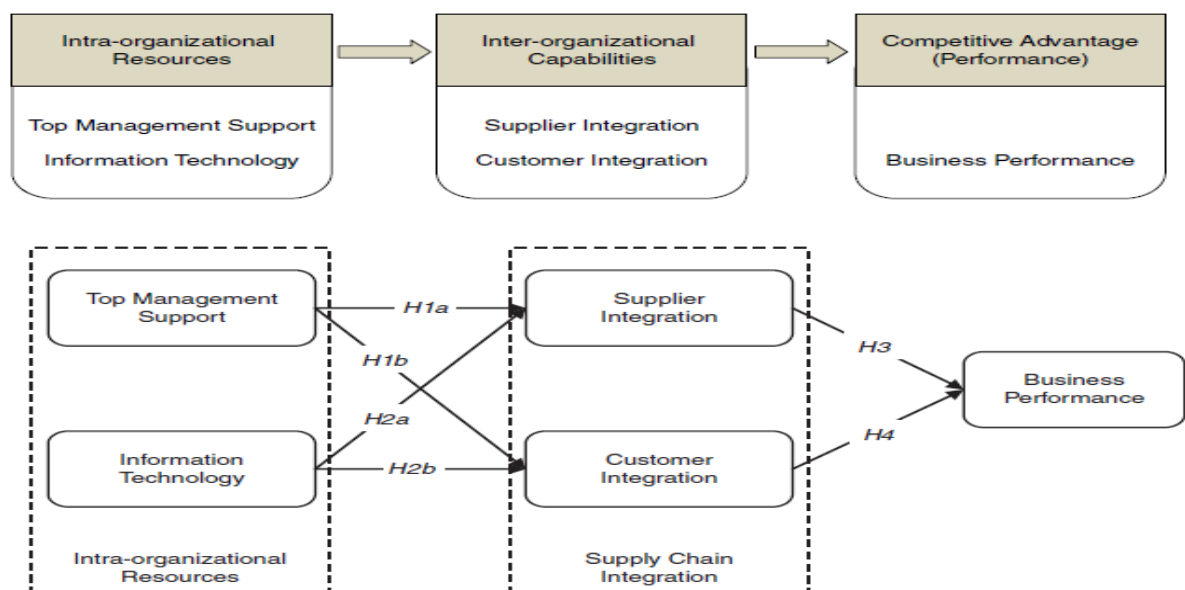 Intra-organizational
Resources
Inter-organizational
Capabilities
Competitive Advantage
(Performance)
Top Management Support
Information Technology
Supplier Integration
Customer Integration
Business Performance
Top Management
Support
H1a
Supplier
Integration
H1b
H3
Business
Performance
H2a
H4
Information
Technology
H2b
Customer
Integration
Intra-organizational
Resources
Supply Chain
Integration